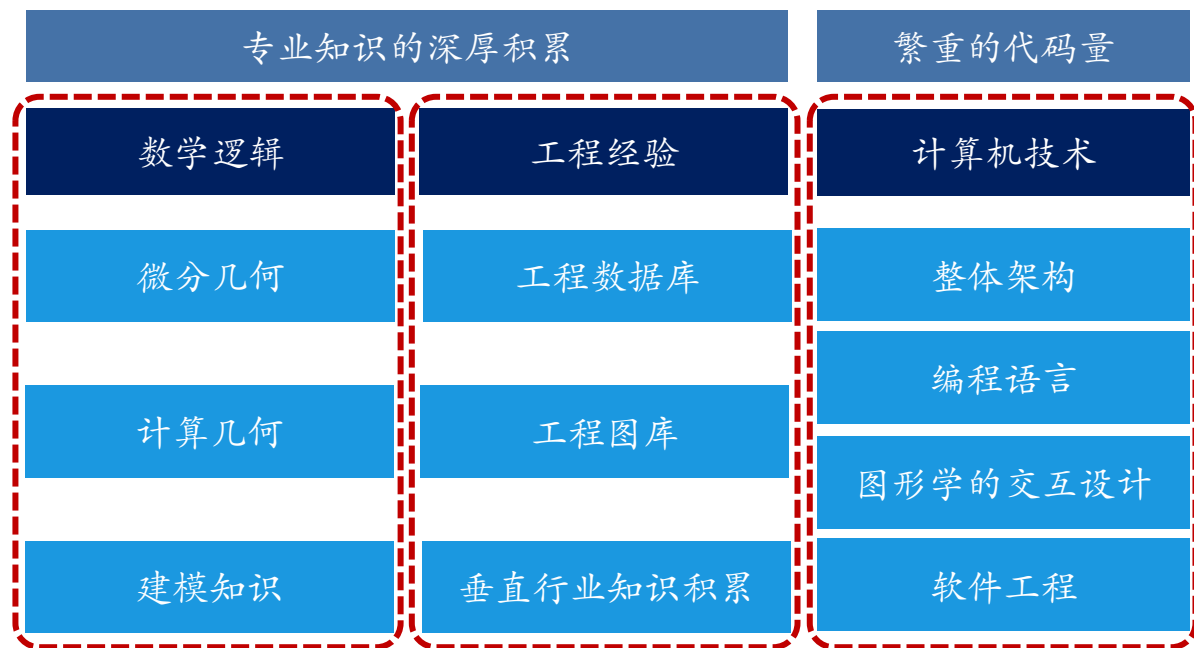 专业知识的深厚积累
繁重的代码量
数学逻辑
工程经验
计算机技术
微分几何
工程数据库
整体架构
编程语言
计算几何
工程图库
图形学的交互设计
建模知识
垂直行业知识积累
软件工程